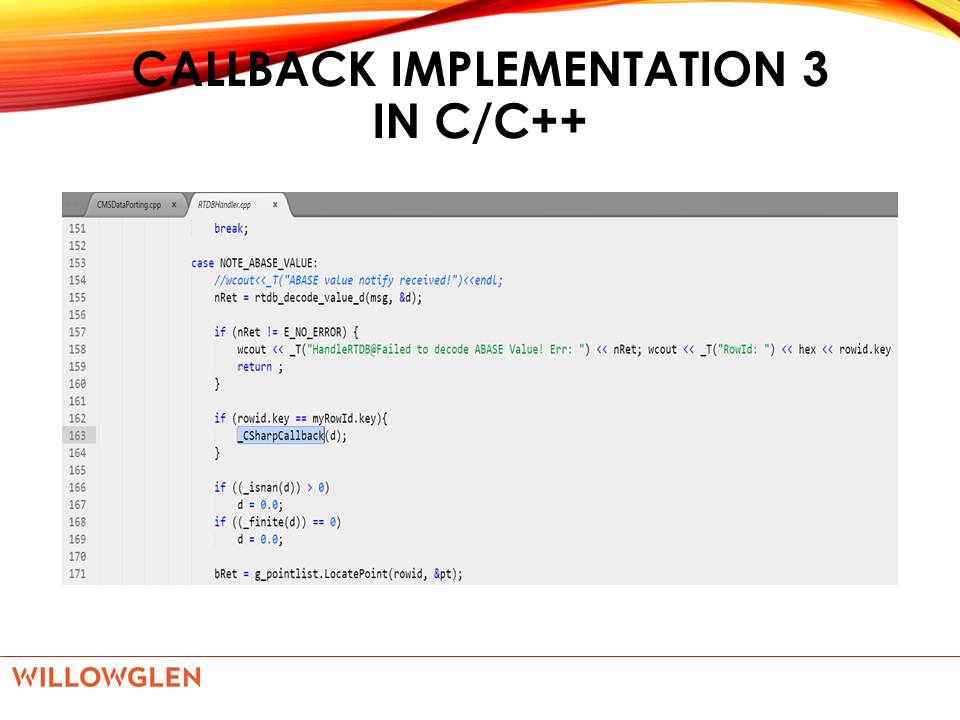 CALLBACK IMPLEMENTATION 3
IN C/C++
CMSDataPorting.cpp x RTDBHandler.cpp x
151 break;
152
153 case NOTE_ABASE_VALUE:
154 //wcout<<_T("ABASE value notify received!")<<endl;
155 nRet = rtdb_decode_value_d(msg, &d);
156
157 if (nRet != E_NO_ERROR) {
158 wcout << _T("HandleRTDB@Failed to decode ABASE Value! Err: ") << nRet; wcout << _T("RowId: ") << hex << rowid.key
159 return ;
160 }
161
162 if (rowid.key == myRowId.key){
163 _CSharpCallback(d);
164 }
165
166 if ((_isnan(d)) > 0)
167 d = 0.0;
168 if ((_finite(d)) == 0)
169 d = 0.0;
170
171 bRet = g_pointlist.LocatePoint(rowid, &pt);
WILLOWGLEN